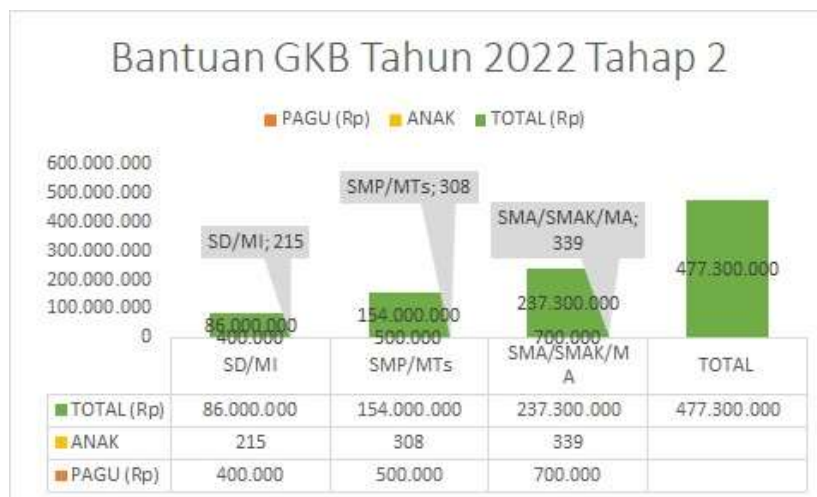 Bantuan GKB Tahun 2022 Tahap 2
PAGU (Rp) ANAK TOTAL (Rp)
600.000.000
500.000.000
400.000.000
300.000.000
200.000.000
100.000.000
0
SD/MI; 215
SMP/MTs; 308
SMA/SMAK/MA;
339
86.000.000
400.000
154.000.000
500.000
237.300.000
700.000
477.300.000
SD/MI SMP/MTs SMA/SMAK/M
A TOTAL
TOTAL (Rp) 86.000.000 154.000.000 237.300.000 477.300.000
ANAK 215 308 339
PAGU (Rp) 400.000 500.000 700.000